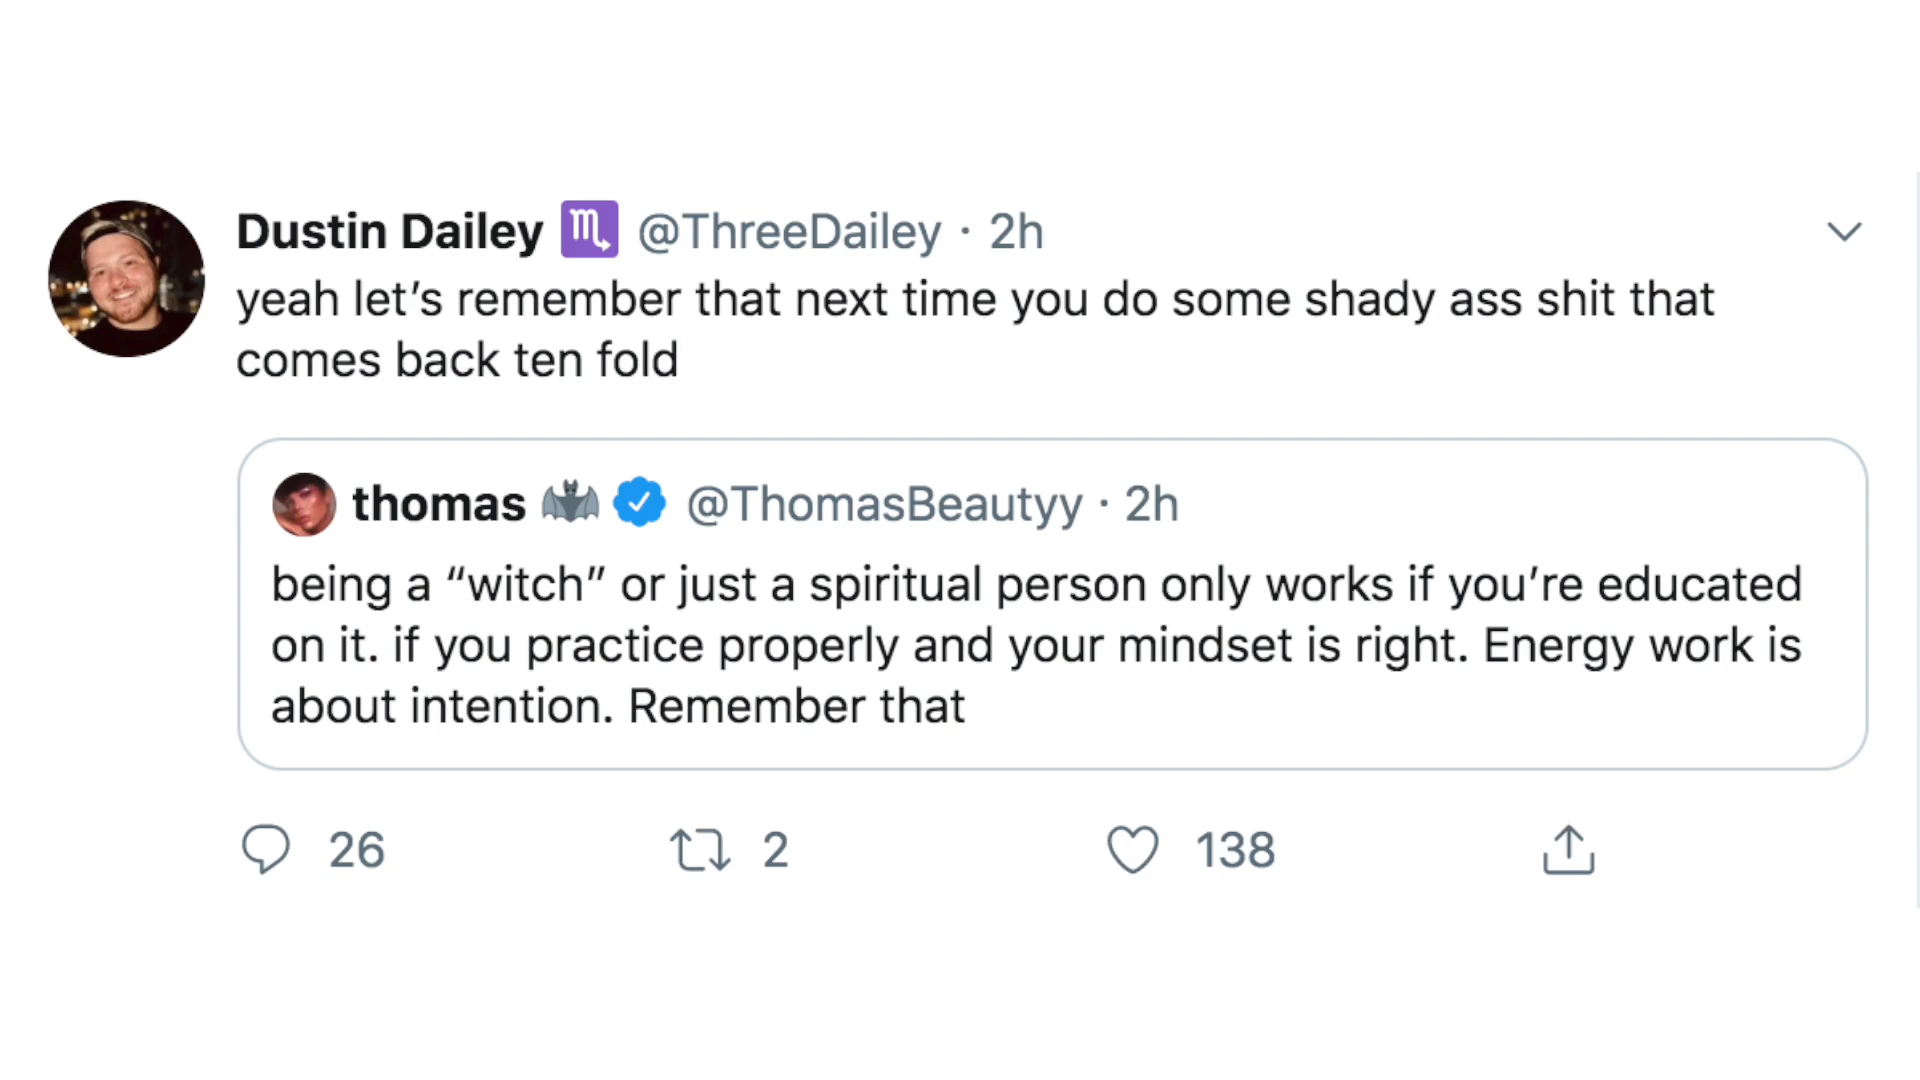 Dustin Dailey ♏ @ThreeDailey · 2h
yeah let’s remember that next time you do some shady ass shit that
comes back ten fold
thomas 🦇 @ThomasBeautyy · 2h
being a “witch” or just a spiritual person only works if you’re educated
on it. if you practice properly and your mindset is right. Energy work is
about intention. Remember that
26 2 138